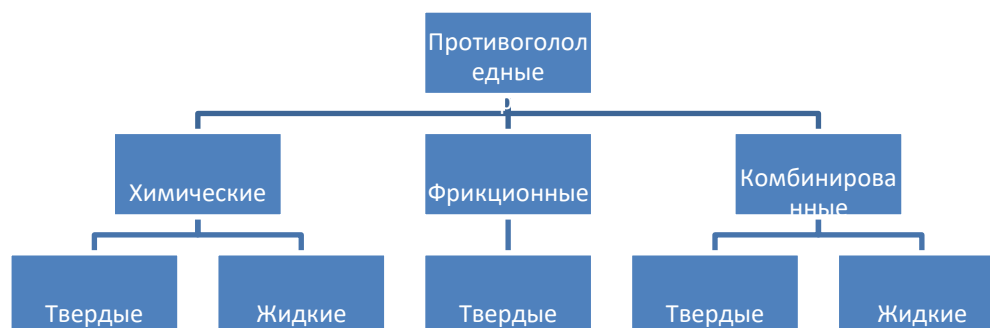 Противоголол
едные
Химические
Фрикционные
Комбинирова
нные
Твердые
Жидкие
Твердые
Твердые
Жидкие